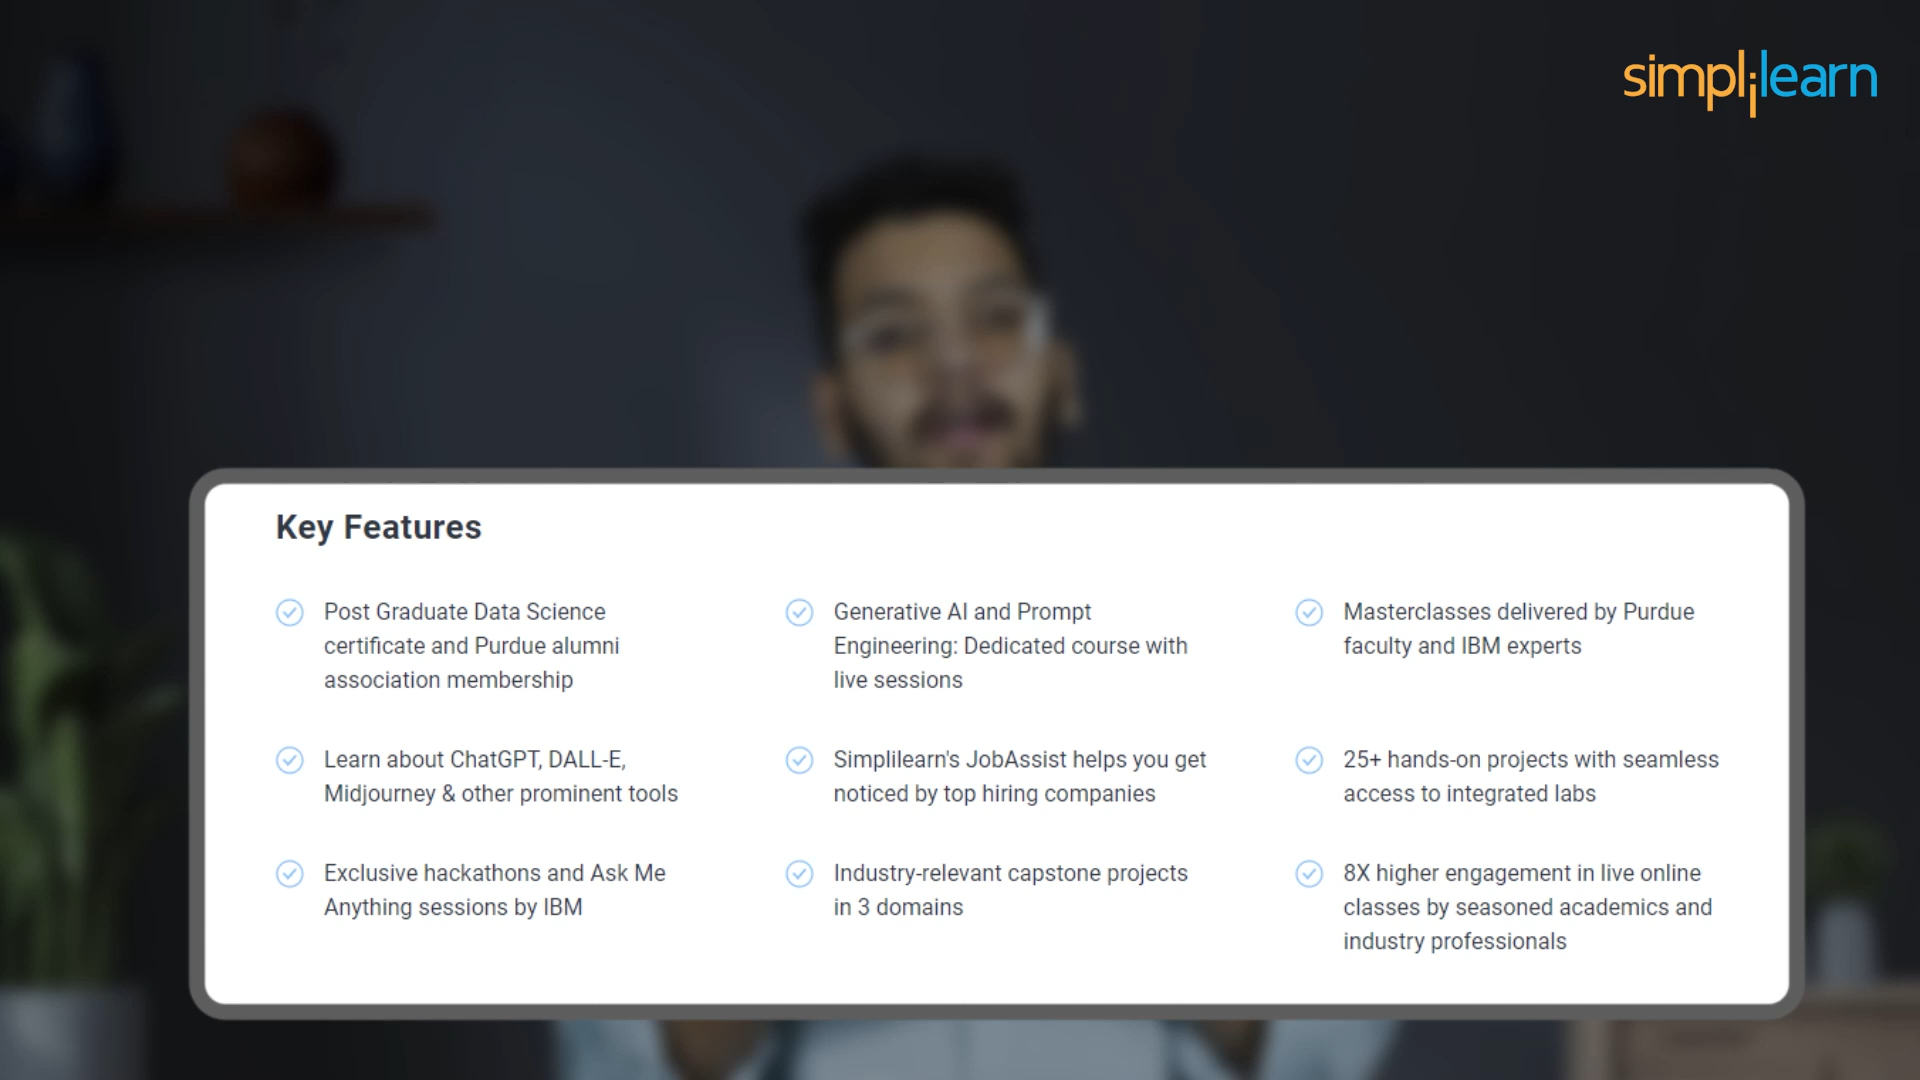 simplilearn
Key Features
Post Graduate Data Science
certificate and Purdue alumni
association membership
Generative AI and Prompt
Engineering: Dedicated course with
live sessions
Masterclasses delivered by Purdue
faculty and IBM experts
Learn about ChatGPT, DALL-E,
Midjourney & other prominent tools
Simplilearn's JobAssist helps you get
noticed by top hiring companies
25+ hands-on projects with seamless
access to integrated labs
Exclusive hackathons and Ask Me
Anything sessions by IBM
Industry-relevant capstone projects
in 3 domains
8X higher engagement in live online
classes by seasoned academics and
industry professionals